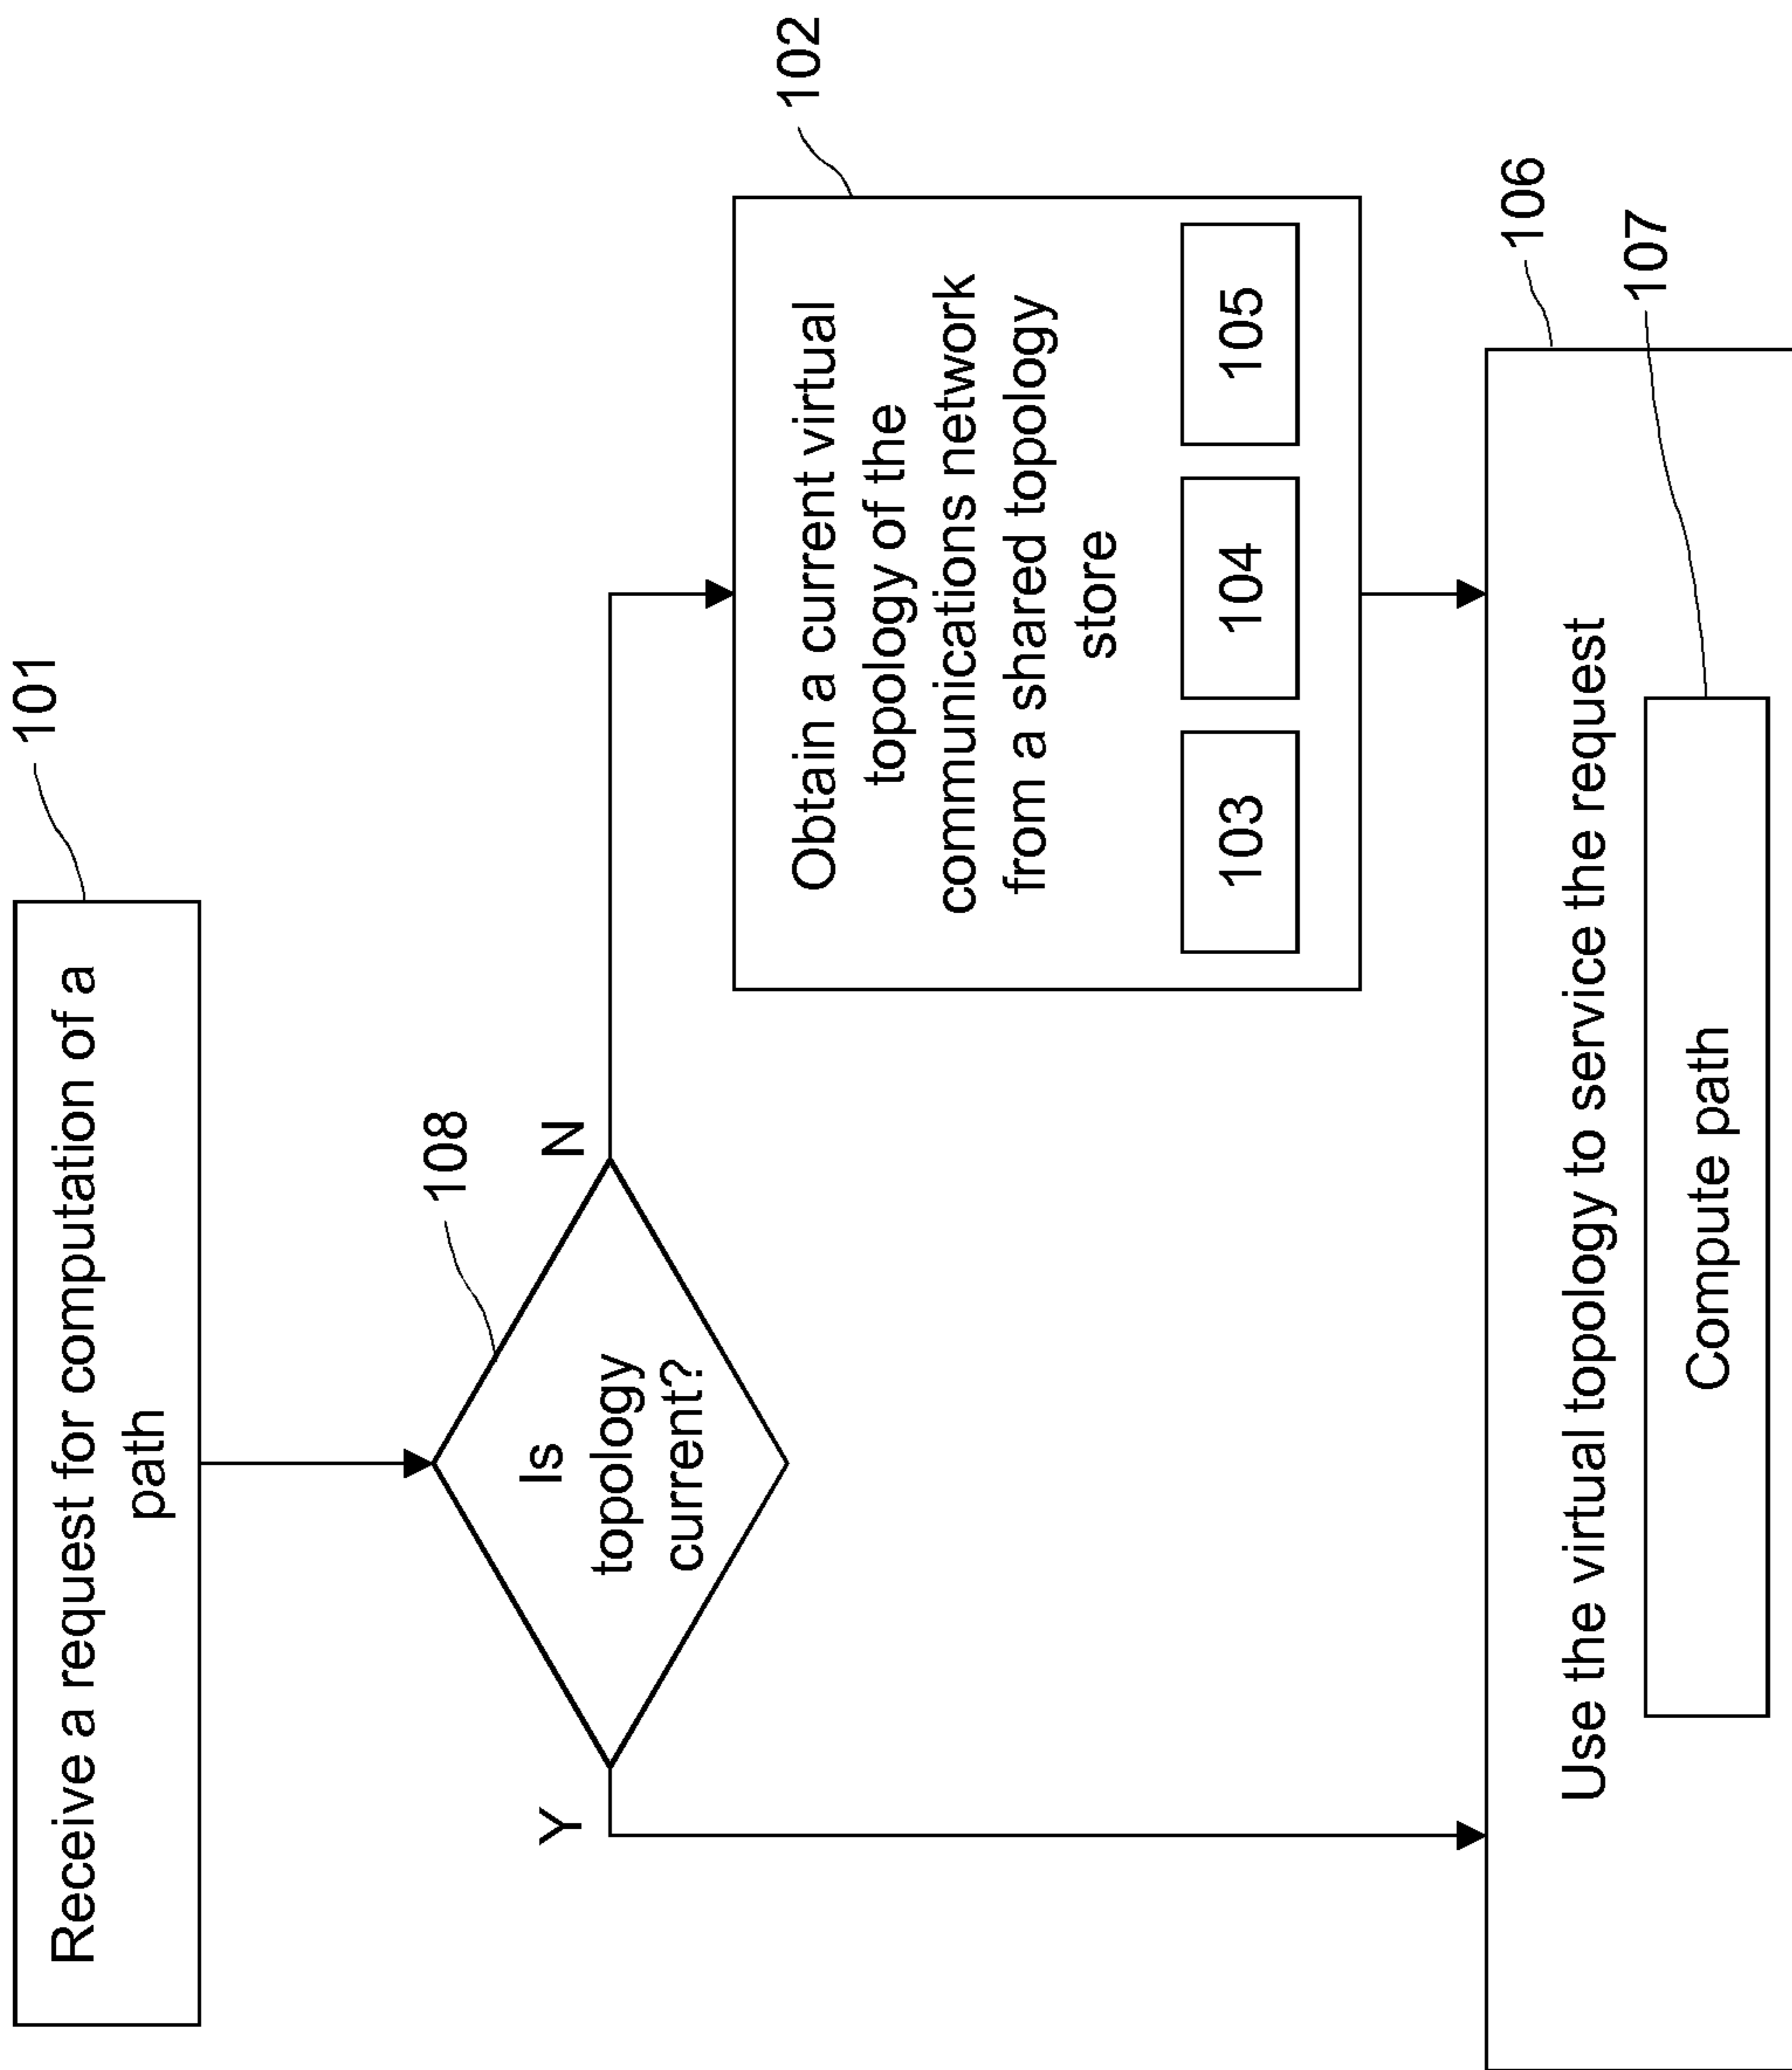 Receive a request for computation of a
path
101
108
Is
topology
current?
Y
N
102
Obtain a current virtual
topology of the
communications network
from a shared topology
store
103 104 105
106
Use the virtual topology to service the request
107
Compute path